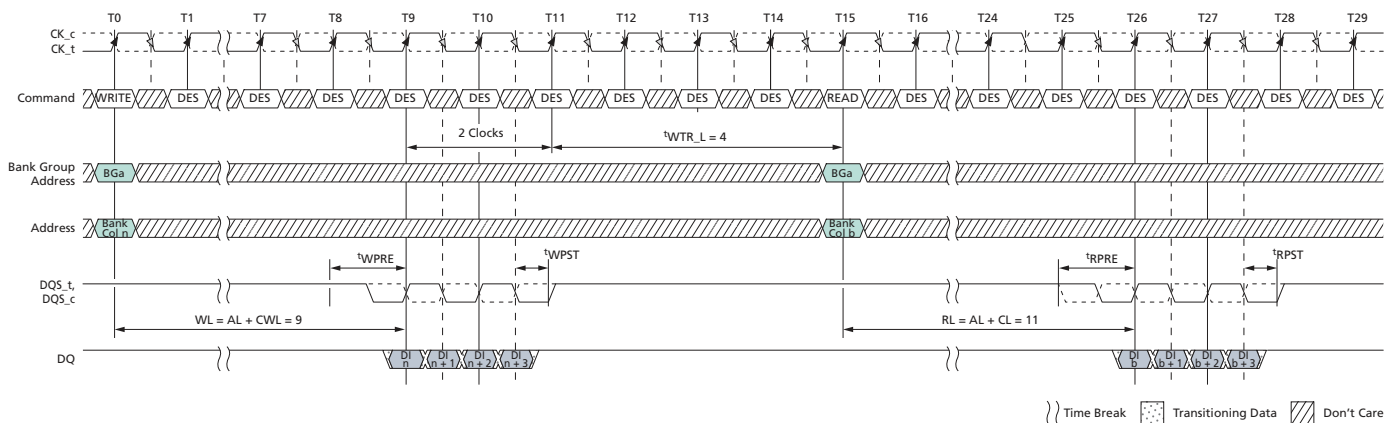 T0 T1 T7 T8 T9 T10 T11 T12 T13 T14 T15 T16 T24 T25 T26 T27 T28 T29
CK_c
CK_t
Command WRITE DES DES DES DES DES DES DES DES DES READ DES DES DES DES DES DES DES
2 Clocks tWTR_L = 4
Bank Group
Address
BGa BGa
Address
Bank
Col n
Bank
Col b
tWPRE tWPST tRPRE tRPST
DQS_t,
DQS_c
WL = AL + CWL = 9 RL = AL + CL = 11
DQ
DI
n
DI
n + 1
DI
n + 2
DI
n + 3
DI
b
DI
b + 1
DI
b + 2
DI
b + 3
Time Break Transitioning Data Don't Care